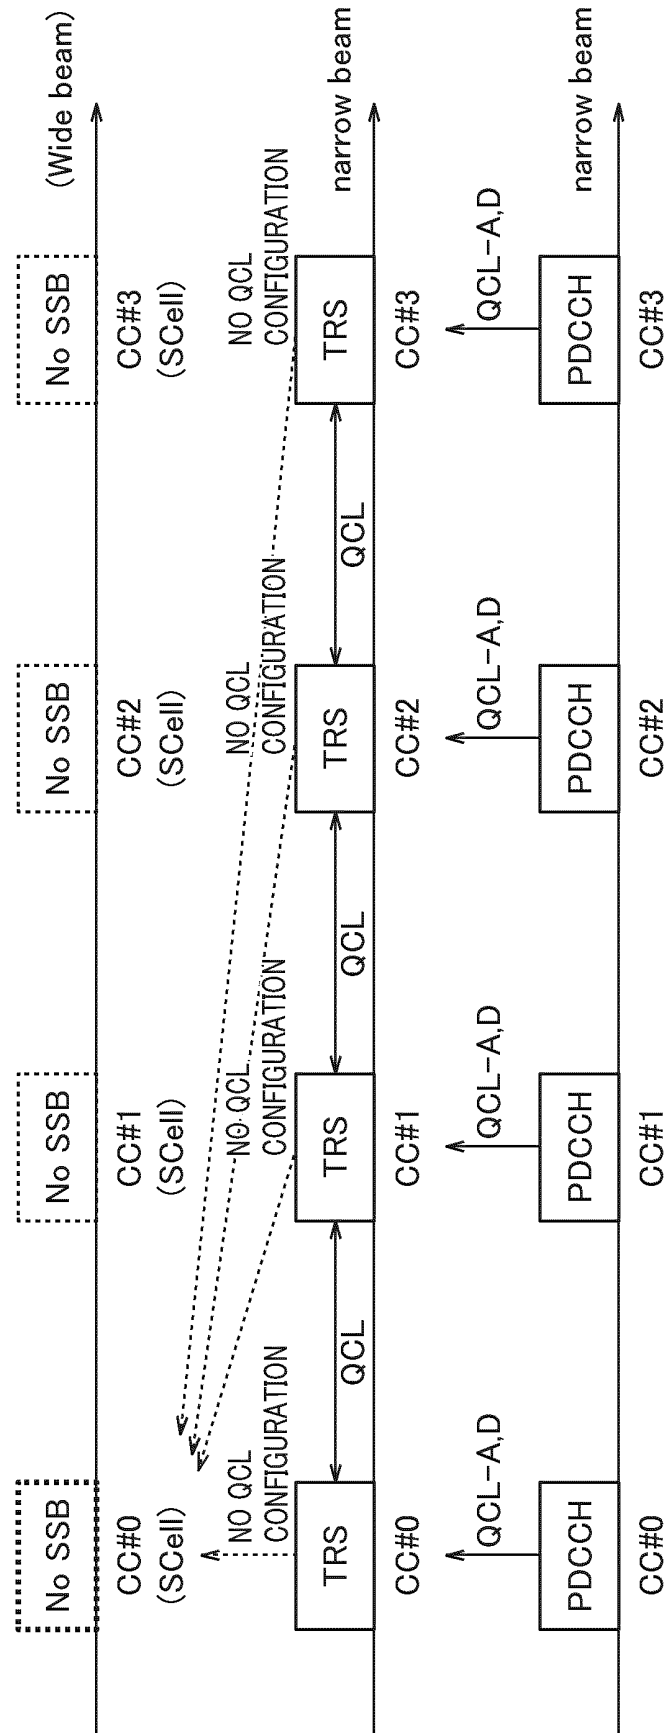 No SSB
No SSB
No SSB
No SSB
(Wide beam)
CC#0
(SCell)
CC#1
(SCell)
CC#2
(SCell)
CC#3
(SCell)
NO QCL
CONFIGURATION
NO QCL
CONFIGURATION
NO QCL
CONFIGURATION
NO QCL
CONFIGURATION
TRS
QCL
TRS
QCL
TRS
QCL
TRS
narrow beam
CC#0
CC#1
CC#2
CC#3
QCL-A,D
QCL-A,D
QCL-A,D
QCL-A,D
PDCCH
PDCCH
PDCCH
PDCCH
narrow beam
CC#0
CC#1
CC#2
CC#3